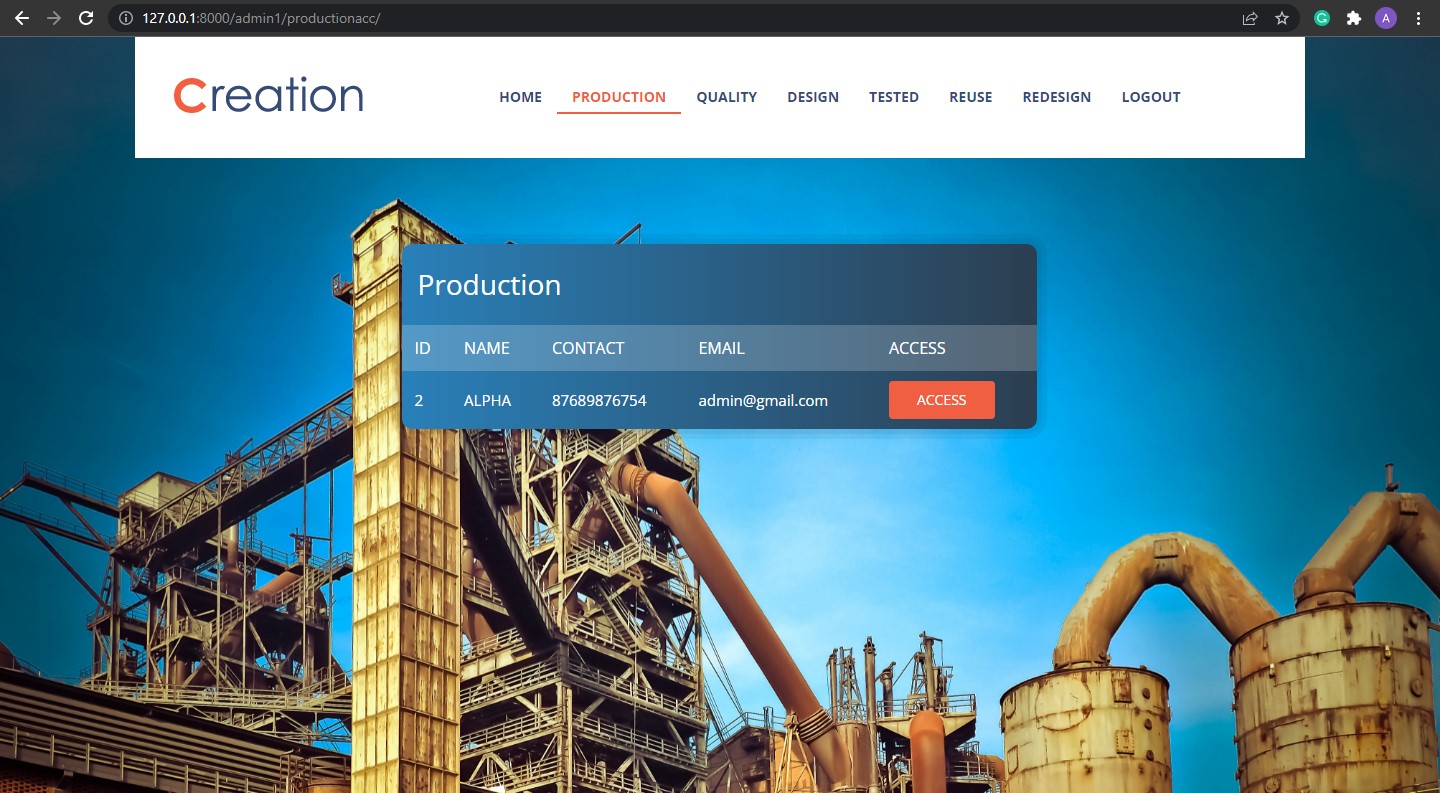 127.0.0.1:8000/admin1/productionacc/
A
Creation
HOME PRODUCTION QUALITY DESIGN TESTED REUSE REDESIGN LOGOUT
Production
ID NAME CONTACT EMAIL ACCESS
2 ALPHA 87689876754 admin@gmail.com ACCESS